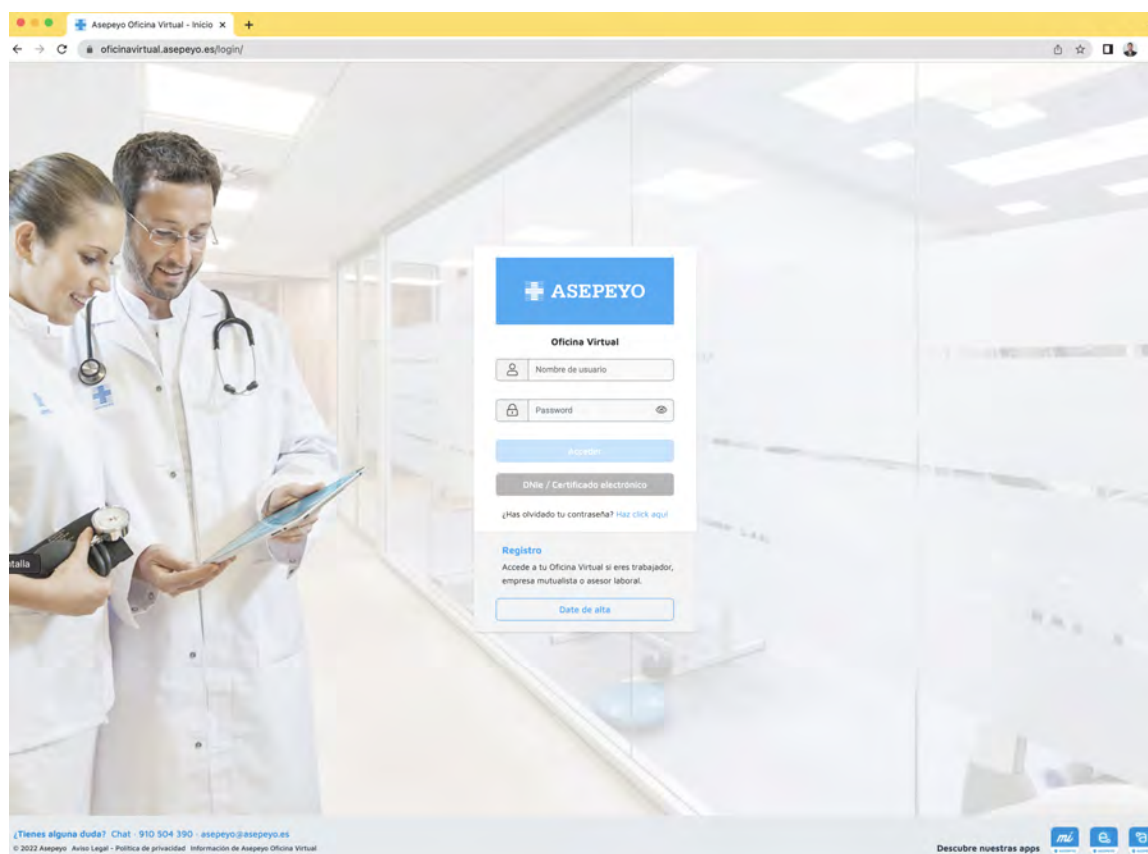 Asepeyo Oficina Virtual - Inicio
oficinavirtual.asepeyo.es/login/
ASEPEYO
Oficina Virtual
Nombre de usuario
Password
Acceder
DNIe / Certificado electrónico
¿Has olvidado tu contraseña? Haz click aquí
Registro
Accede a tu Oficina Virtual si eres trabajador,
empresa mutualista o asesor laboral.
Date de alta
ntalla
¿Tienes alguna duda? Chat · 910 504 390 · asepeyo@asepeyo.es
© 2022 Asepeyo Aviso Legal - Política de privacidad Información de Asepeyo Oficina Virtual
Descubre nuestras apps
mi
e